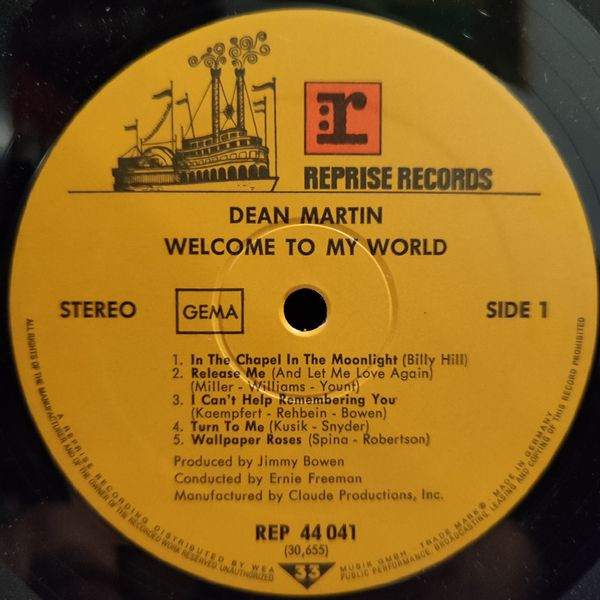 r:
REPRISE RECORDS
DEAN MARTIN
WELCOME TO MY WORLD
STEREO
GEMA
SIDE 1
1. In The Chapel In The Moonlight (Billy Hill)
2. Release Me (And Let Me Love Again)
(Miller - Williams - Yount)
3. I Can't Help Remembering You
(Kaempfert - Rehbein - Bowen)
4. Turn To Me (Kusik - Snyder)
5. Wallpaper Roses (Spina - Robertson)
Produced by Jimmy Bowen
Conducted by Ernie Freeman
Manufactured by Claude Productions, Inc.
REP 44 041
(30,655)
33
ALL RIGHTS OF THE MANUFACTURER AND OF THE OWNER OF THE RECORDED WORK RESERVED. UNAUTHORIZED PUBLIC PERFORMANCE, BROADCASTING, LEASING AND COPYING OF THIS RECORD PROHIBITED
A REPRISE RECORDING DISTRIBUTED BY WEA MUSIK GMBH TRADE MARK® MADE IN GERMANY